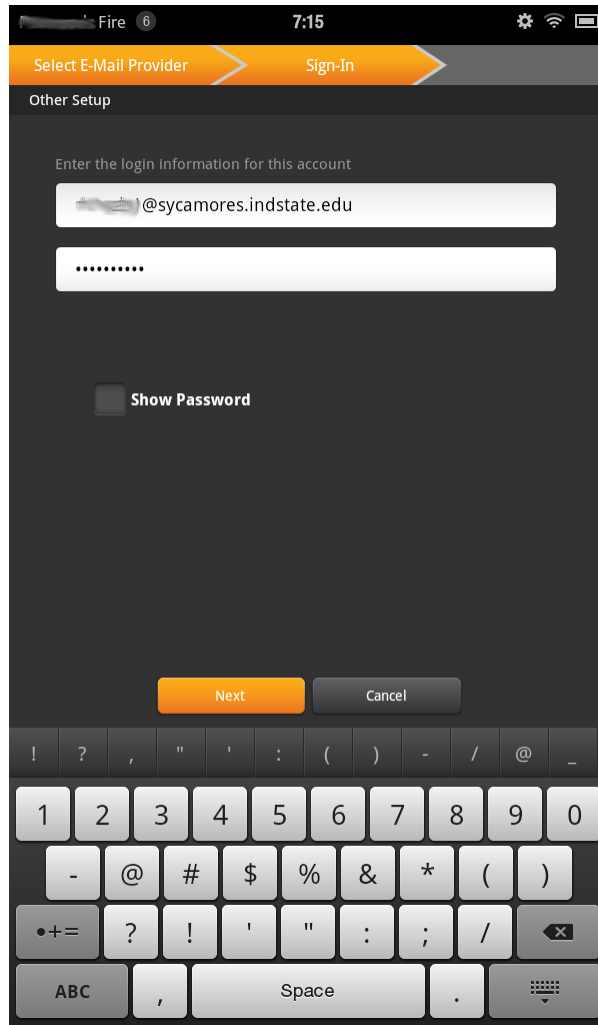 Fire 6 7:15
Select E-Mail Provider Sign-In
Other Setup
Enter the login information for this account
@sycamores.indstate.edu
••••••••••
Show Password
Next Cancel
! ? , " ' : ( ) - / @ _
1 2 3 4 5 6 7 8 9 0
- @ # $ % & * ( )
•+= ? ! ' " : ; /
ABC , Space .